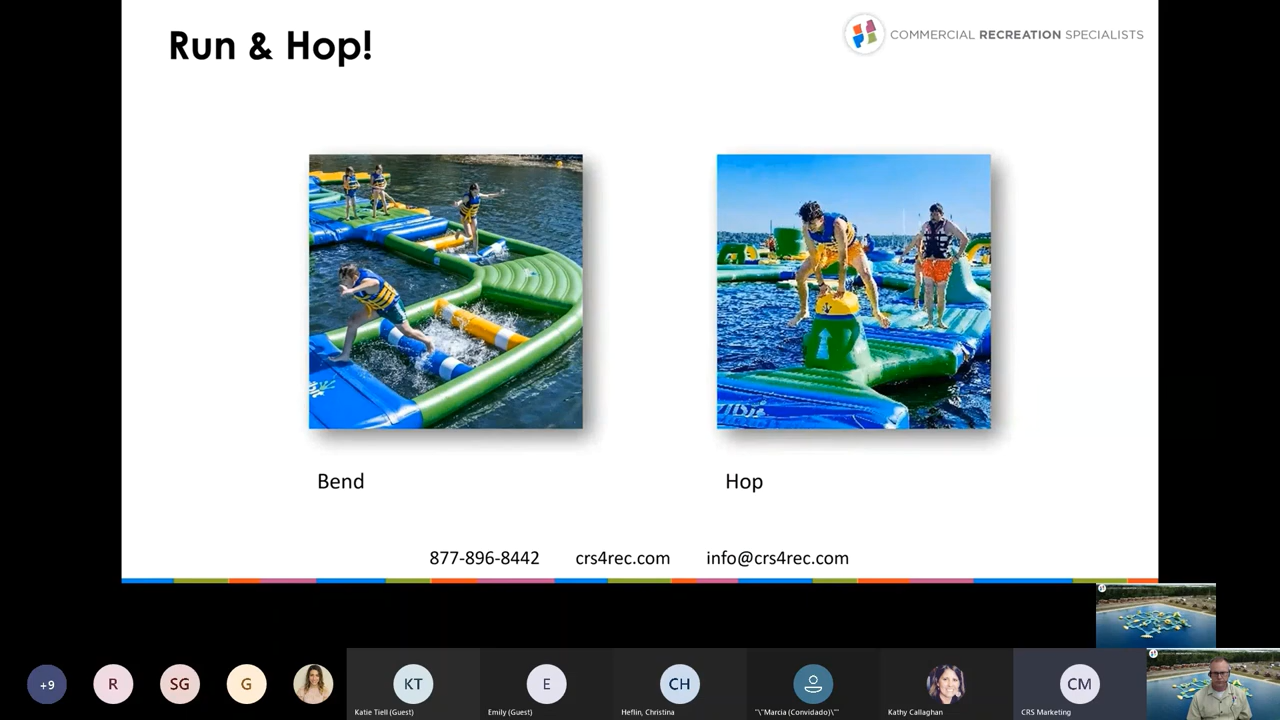 Run & Hop!
COMMERCIAL RECREATION SPECIALISTS
Bend
Hop
877-896-8442 crs4rec.com info@crs4rec.com
+9
R
SG
G
KT
E
CH
CM
Katie Tiell (Guest)
Emily (Guest)
Heflin, Christina
"\"Marcia (Convidado)\""
Kathy Callaghan
CRS Marketing